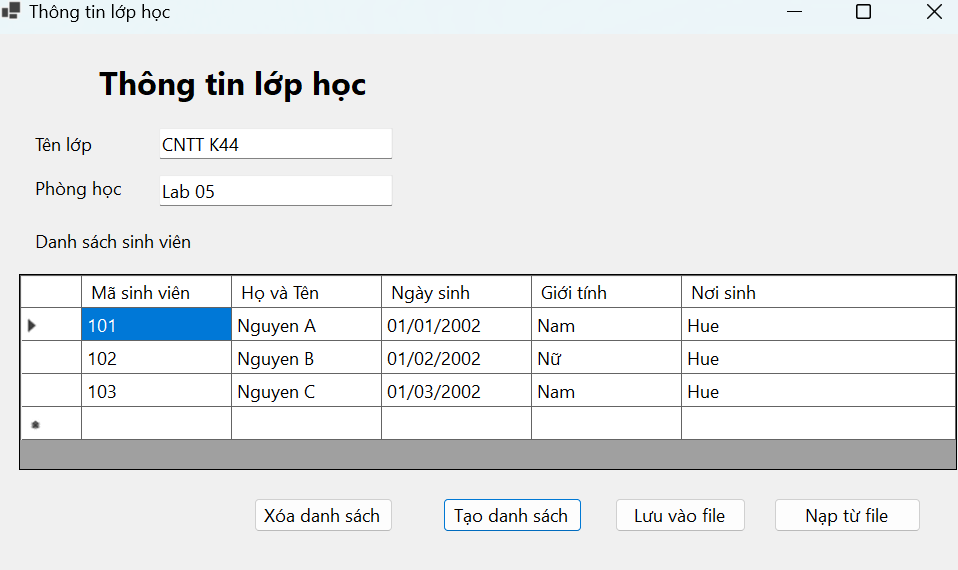 Thông tin lớp học
Thông tin lớp học
Tên lớp CNTT K44
Phòng học Lab 05
Danh sách sinh viên
Mã sinh viên Họ và Tên Ngày sinh Giới tính Nơi sinh
101 Nguyen A 01/01/2002 Nam Hue
102 Nguyen B 01/02/2002 Nữ Hue
103 Nguyen C 01/03/2002 Nam Hue
Xóa danh sách Tạo danh sách Lưu vào file Nạp từ file